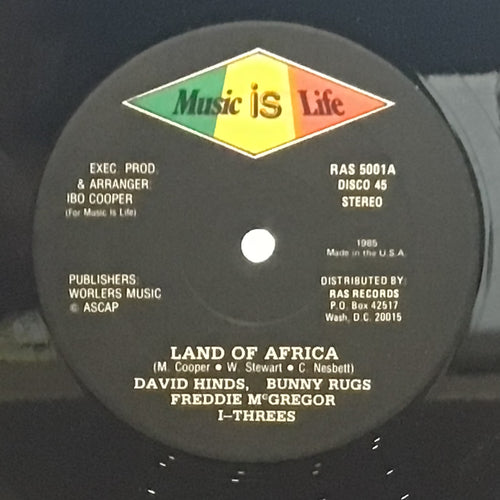 Music is Life
EXEC. PROD.
& ARRANGER:
IBO COOPER
(For Music Is Life)
RAS 5001A
DISCO 45
STEREO
1985
Made in the U.S.A.
PUBLISHERS:
WORLERS MUSIC
© ASCAP
DISTRIBUTED BY:
RAS RECORDS
P.O. Box 42517
Wash, D.C. 20015
LAND OF AFRICA
(M. Cooper • W. Stewart • C. Nesbett)
DAVID HINDS, BUNNY RUGS
FREDDIE McGREGOR
I-THREES